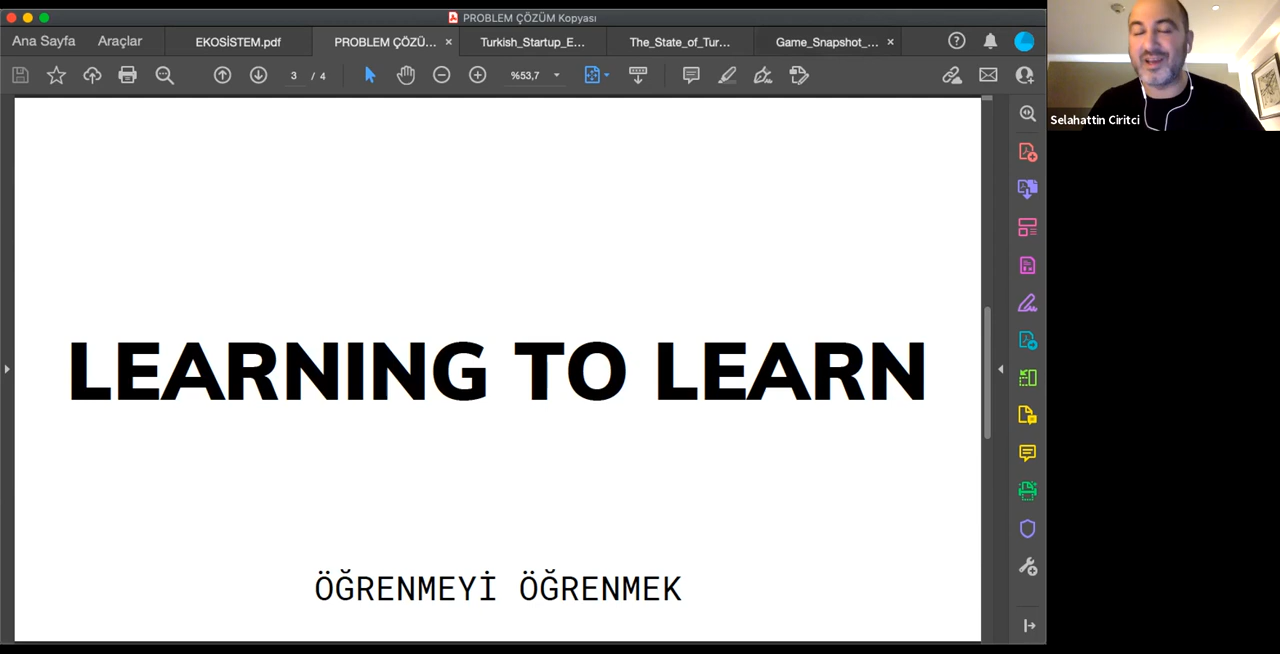 PROBLEM ÇÖZÜM Kopyası
Ana Sayfa Araçlar EKOSİSTEM.pdf PROBLEM ÇÖZÜ... × Turkish_Startup_E... The_State_of_Tur... Game_Snapshot_... ×
3 / 4 %53,7
Selahattin Ciritci
LEARNING TO LEARN
ÖĞRENMEYİ ÖĞRENMEK